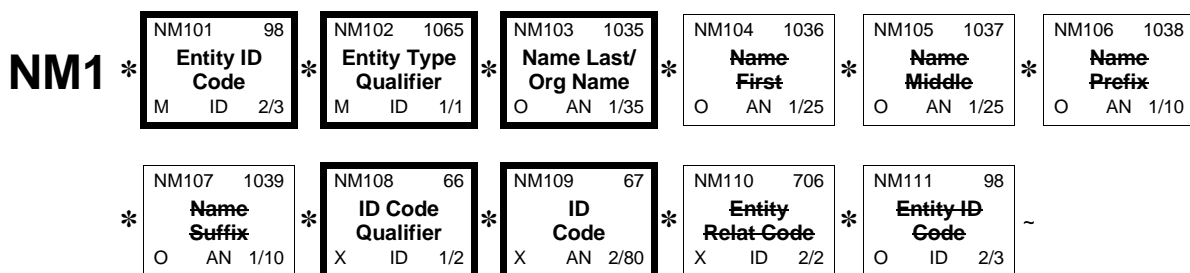 NM101 98 NM102 1065 NM103 1035 NM104 1036 NM105 1037 NM106 1038
NM1 * Entity ID Code * Entity Type Qualifier * Name Last/ Org Name * Name First * Name Middle * Name Prefix
M ID 2/3 M ID 1/1 O AN 1/35 O AN 1/25 O AN 1/25 O AN 1/10
NM107 1039 NM108 66 NM109 67 NM110 706 NM111 98
* Name Suffix * ID Code Qualifier * ID Code * Entity Relat Code * Entity ID Code ~
O AN 1/10 X ID 1/2 X AN 2/80 X ID 2/2 O ID 2/3